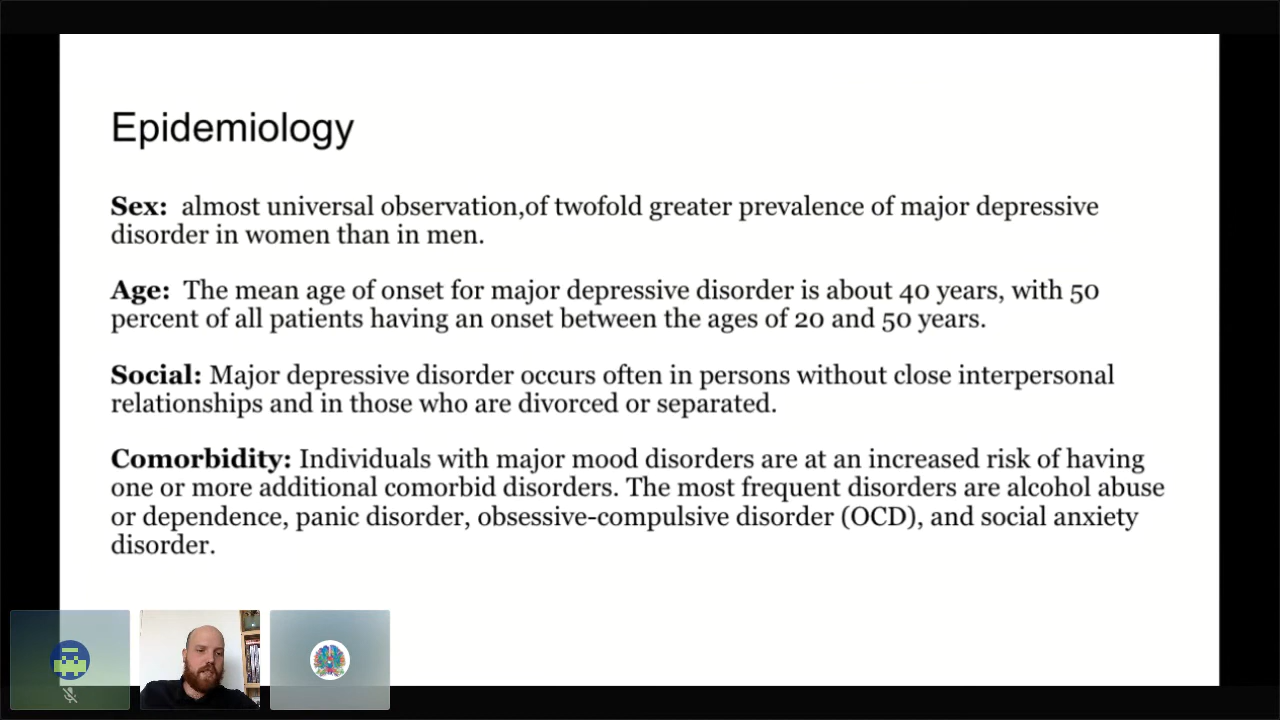 Epidemiology
Sex: almost universal observation,of twofold greater prevalence of major depressive
disorder in women than in men.
Age: The mean age of onset for major depressive disorder is about 40 years, with 50
percent of all patients having an onset between the ages of 20 and 50 years.
Social: Major depressive disorder occurs often in persons without close interpersonal
relationships and in those who are divorced or separated.
Comorbidity: Individuals with major mood disorders are at an increased risk of having
one or more additional comorbid disorders. The most frequent disorders are alcohol abuse
or dependence, panic disorder, obsessive-compulsive disorder (OCD), and social anxiety
disorder.